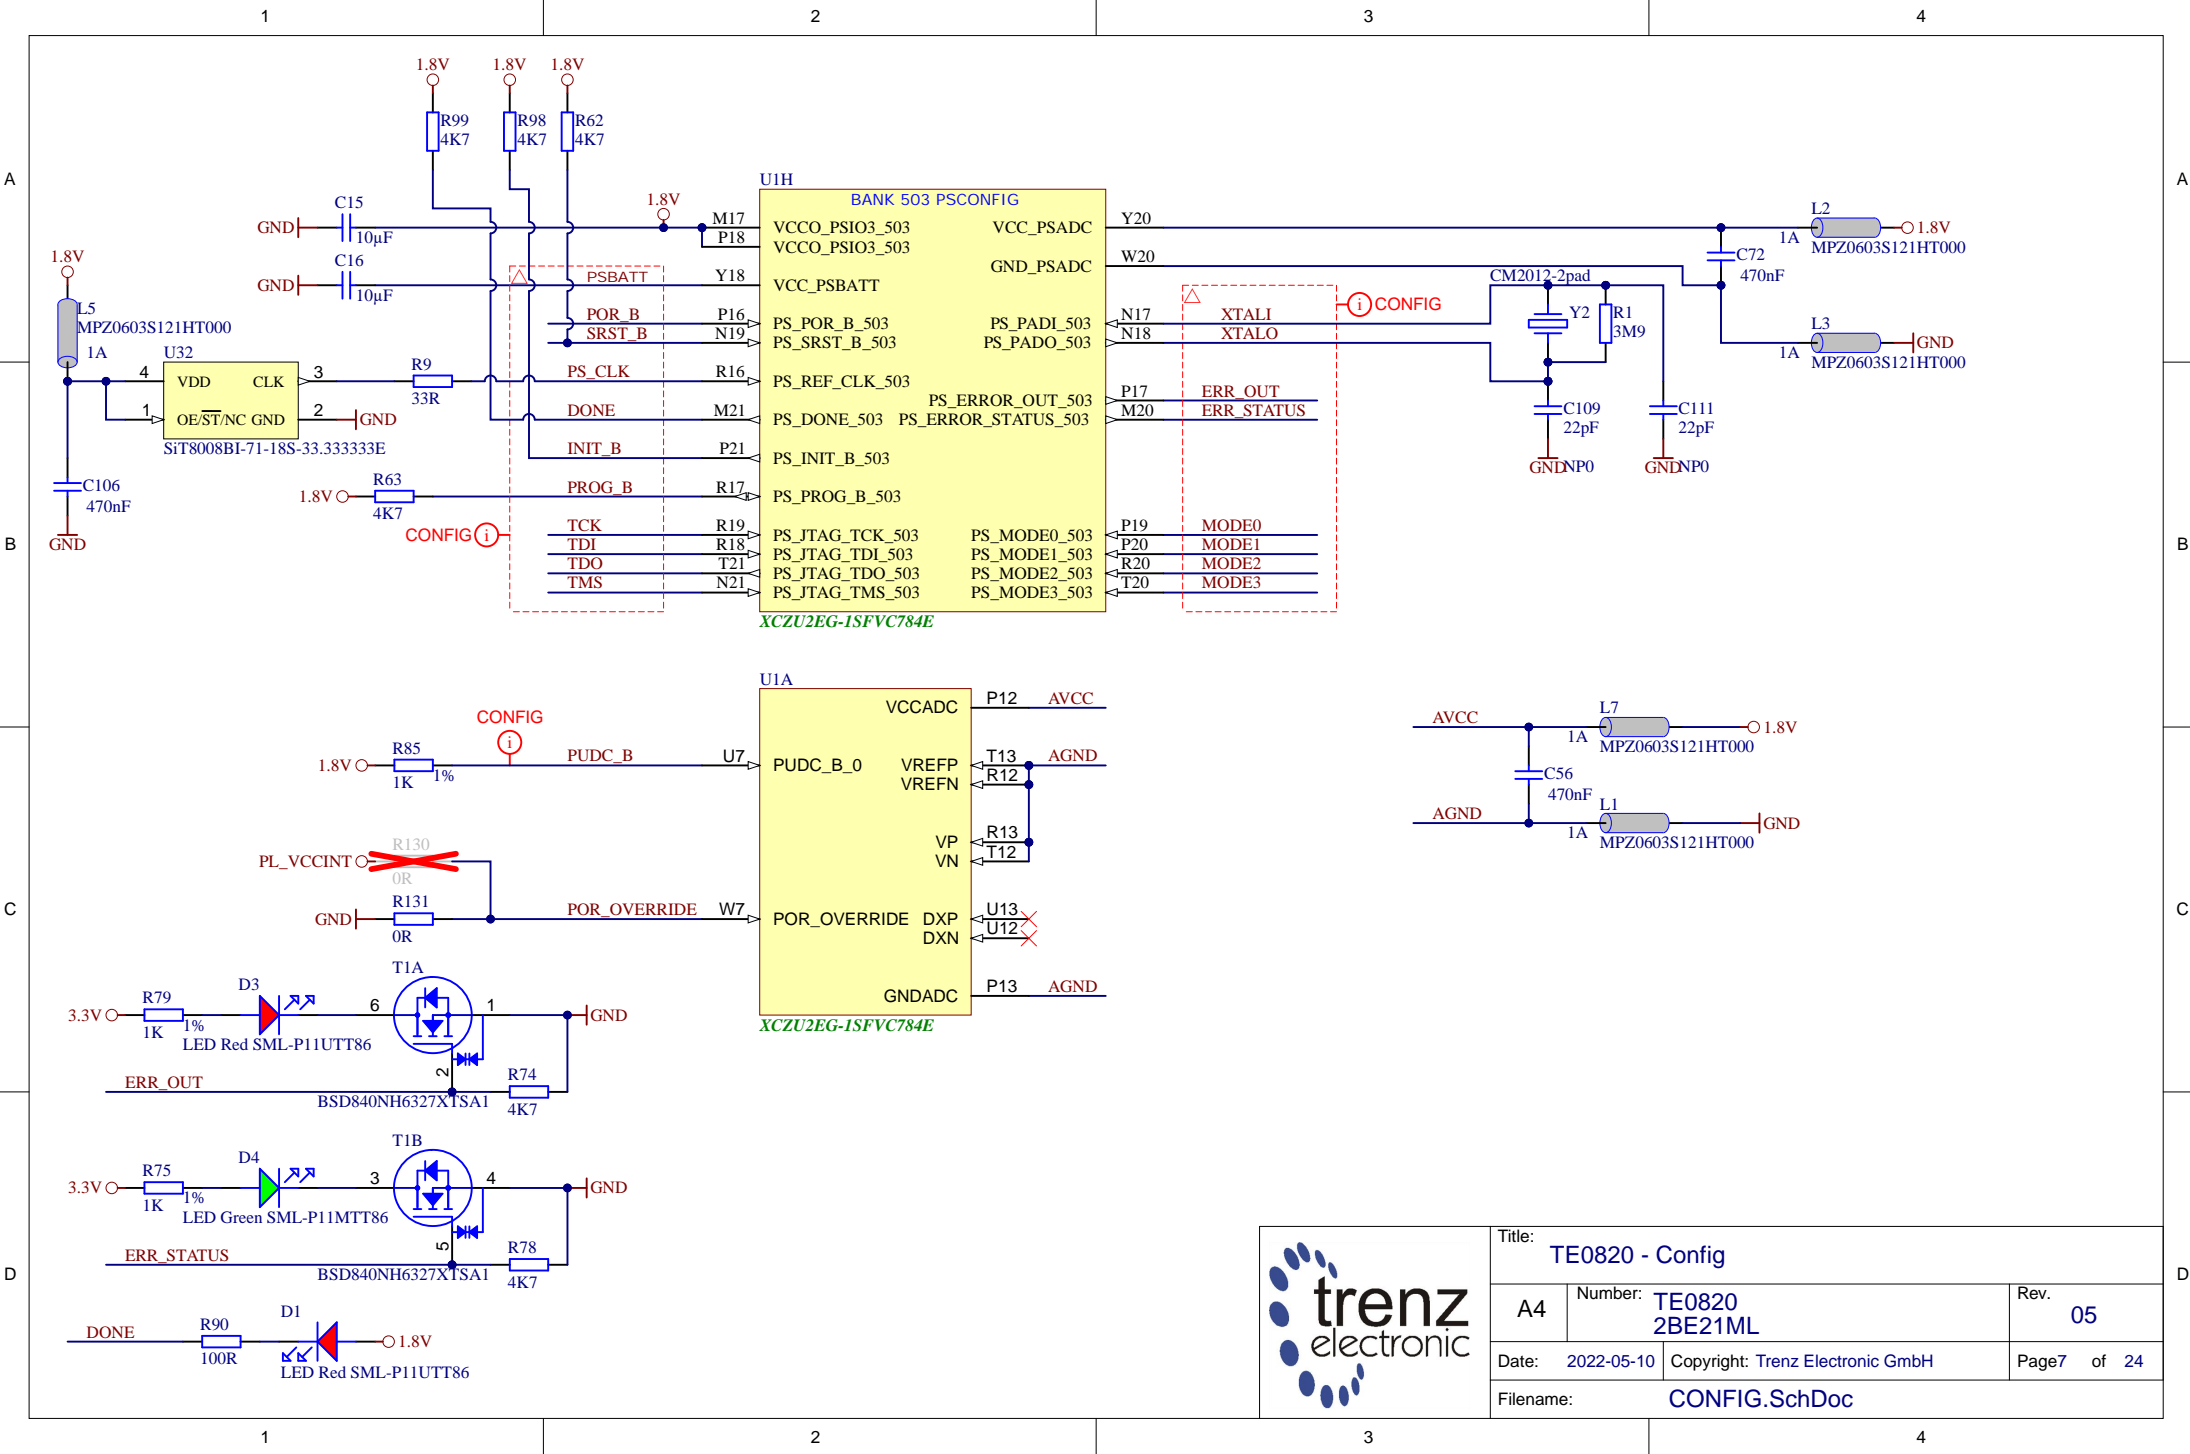 1 2 3 4
A A
B B
C C
D D
1.8V 1.8V 1.8V
R99 4K7
R98 4K7
R62 4K7
C15
GND 10µF
1.8V
C16
GND 10µF
1.8V
L5
MPZ0603S121HT000
1A
U32
4 VDD CLK 3
1 OE/ST/NC GND 2 GND
SiT8008BI-71-18S-33.333333E
C106
470nF
GND
R9
33R
1.8V R63
4K7
CONFIG i
PSBATT
POR_B
SRST_B
PS_CLK
DONE
INIT_B
PROG_B
TCK
TDI
TDO
TMS
U1H
BANK 503 PSCONFIG
M17 VCCO_PSIO3_503
P18 VCCO_PSIO3_503
Y18 VCC_PSBATT
P16 PS_POR_B_503
N19 PS_SRST_B_503
R16 PS_REF_CLK_503
M21 PS_DONE_503
P21 PS_INIT_B_503
R17 PS_PROG_B_503
R19 PS_JTAG_TCK_503
R18 PS_JTAG_TDI_503
T21 PS_JTAG_TDO_503
N21 PS_JTAG_TMS_503
VCC_PSADC Y20
GND_PSADC W20
PS_PADI_503 N17 XTALI
PS_PADO_503 N18 XTALO
PS_ERROR_OUT_503 P17 ERR_OUT
PS_ERROR_STATUS_503 M20 ERR_STATUS
PS_MODE0_503 P19 MODE0
PS_MODE1_503 P20 MODE1
PS_MODE2_503 R20 MODE2
PS_MODE3_503 T20 MODE3
XCZU2EG-1SFVC784E
i CONFIG
CM2012-2pad
Y2
R1
3M9
C109
22pF
GND NP0
C111
22pF
GND NP0
L2
1A 1.8V
MPZ0603S121HT000
C72
470nF
L3
1A GND
MPZ0603S121HT000
U1A
VCCADC P12 AVCC
U7 PUDC_B_0
VREFP T13 AGND
VREFN R12
VP R13
VN T12
W7 POR_OVERRIDE
DXP U13
DXN U12
GNDADC P13 AGND
XCZU2EG-1SFVC784E
CONFIG
i
1.8V R85 PUDC_B
1K 1%
PL_VCCINT R130
0R
GND R131 POR_OVERRIDE
0R
AVCC L7 1.8V
1A MPZ0603S121HT000
C56
470nF
AGND L1 GND
1A MPZ0603S121HT000
T1A
3.3V R79 D3 6 1 GND
1K 1%
LED Red SML-P11UTT86
2
ERR_OUT R74
BSD840NH6327XTSA1 4K7
T1B
3.3V R75 D4 3 4 GND
1K 1%
LED Green SML-P11MTT86
5
ERR_STATUS R78
BSD840NH6327XTSA1 4K7
D1
DONE R90 1.8V
100R
LED Red SML-P11UTT86
trenz
electronic
Title:
TE0820 - Config
A4 Number: TE0820
2BE21ML
Rev.
05
Date: 2022-05-10 Copyright: Trenz Electronic GmbH Page7 of 24
Filename: CONFIG.SchDoc
1 2 3 4